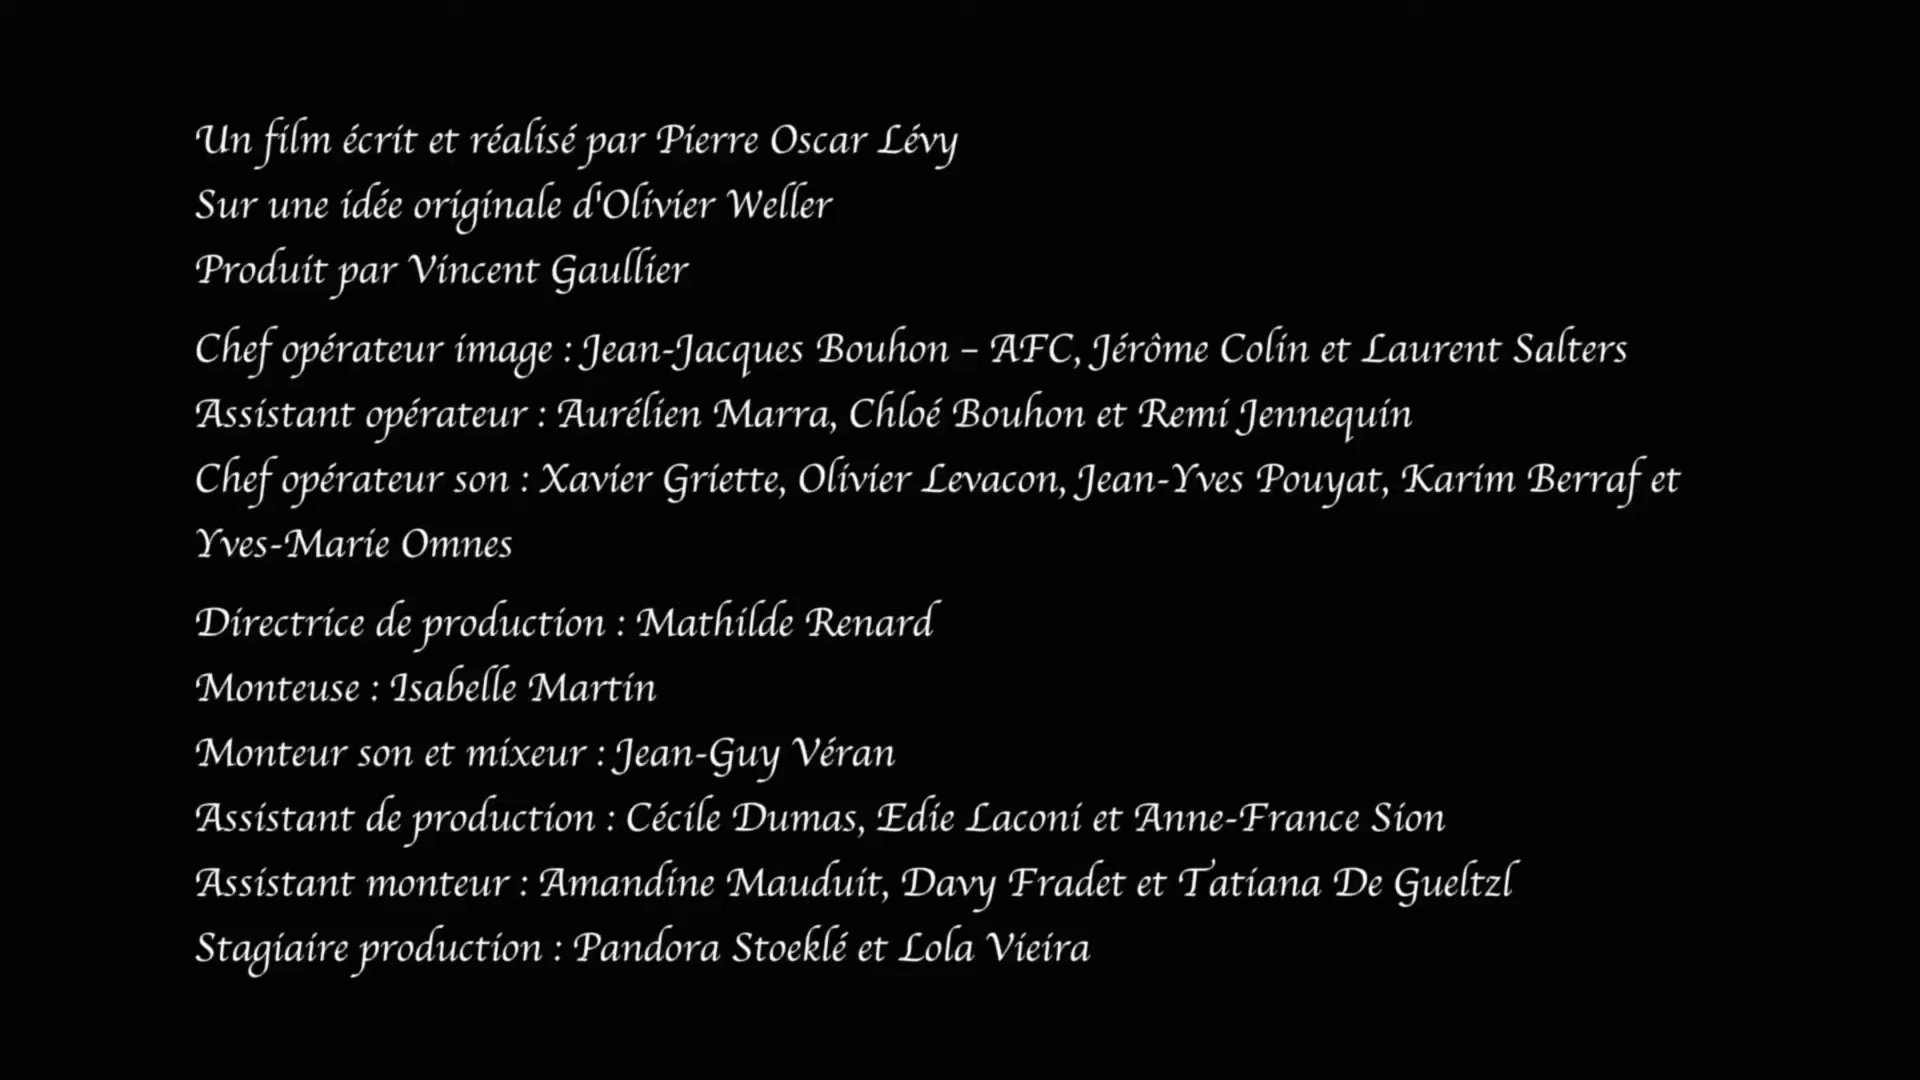 Un film écrit et réalisé par Pierre Oscar Lévy
Sur une idée originale d'Olivier Weller
Produit par Vincent Gaullier
Chef opérateur image : Jean-Jacques Bouhon – AFC, Jérôme Colin et Laurent Salters
Assistant opérateur : Aurélien Marra, Chloé Bouhon et Remi Jennequin
Chef opérateur son : Xavier Griette, Olivier Levacon, Jean-Yves Pouyat, Karim Berraf et
Yves-Marie Omnes
Directrice de production : Mathilde Renard
Monteuse : Isabelle Martin
Monteur son et mixeur : Jean-Guy Véran
Assistant de production : Cécile Dumas, Edie Laconi et Anne-France Sion
Assistant monteur : Amandine Mauduit, Davy Fradet et Tatiana De Gueltzl
Stagiaire production : Pandora Stoeklé et Lola Vieira